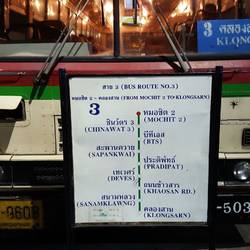 3 คลองสาน
สาย 3 (BUS ROUTE NO.3)
หมอชิต 2 - คลองสาน (FROM MOCHIT 2 TO KLONGSARN)
3
หมอชิต 2
(MOCHIT 2)
ชินวัตร 3
(CHINAWAT 3)
บีทีเอส
(BTS)
สะพานควาย
(SAPANKWAI)
ประดิพัทธ์
(PRADIPAT)
เทเวศร์
(DEVES)
ถนนข้าวสาร
(KHAOSAN RD.)
สนามหลวง
(SANAMKLAWNG)
คลองสาน
(KLONGSARN)
-0608
-503